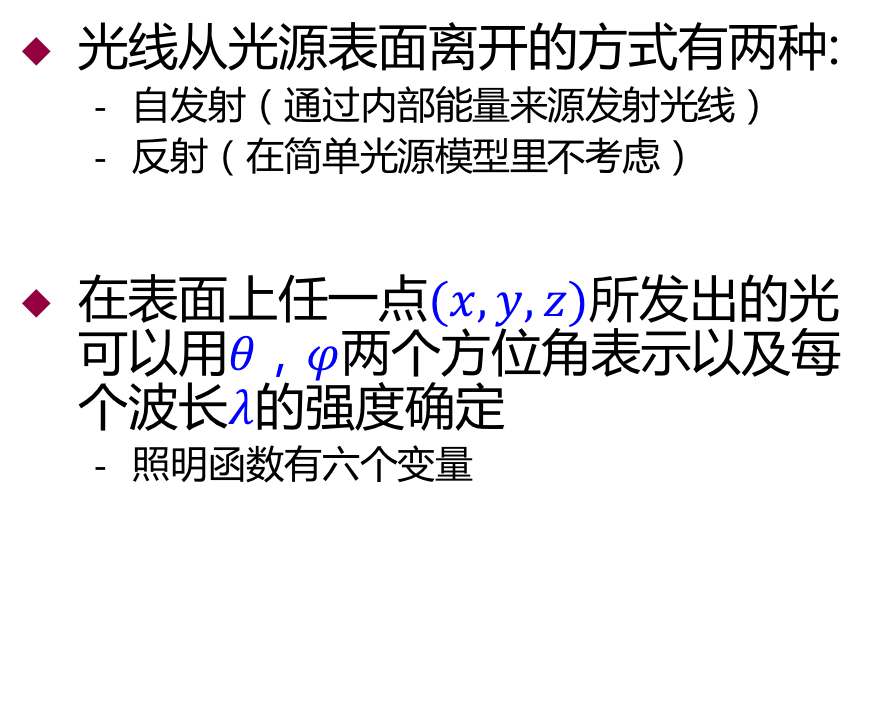 ◆ 光线从光源表面离开的方式有两种:
- 自发射（通过内部能量来源发射光线）
- 反射（在简单光源模型里不考虑）
◆ 在表面上任一点(x, y, z)所发出的光
可以用θ，φ两个方位角表示以及每
个波长λ的强度确定
- 照明函数有六个变量